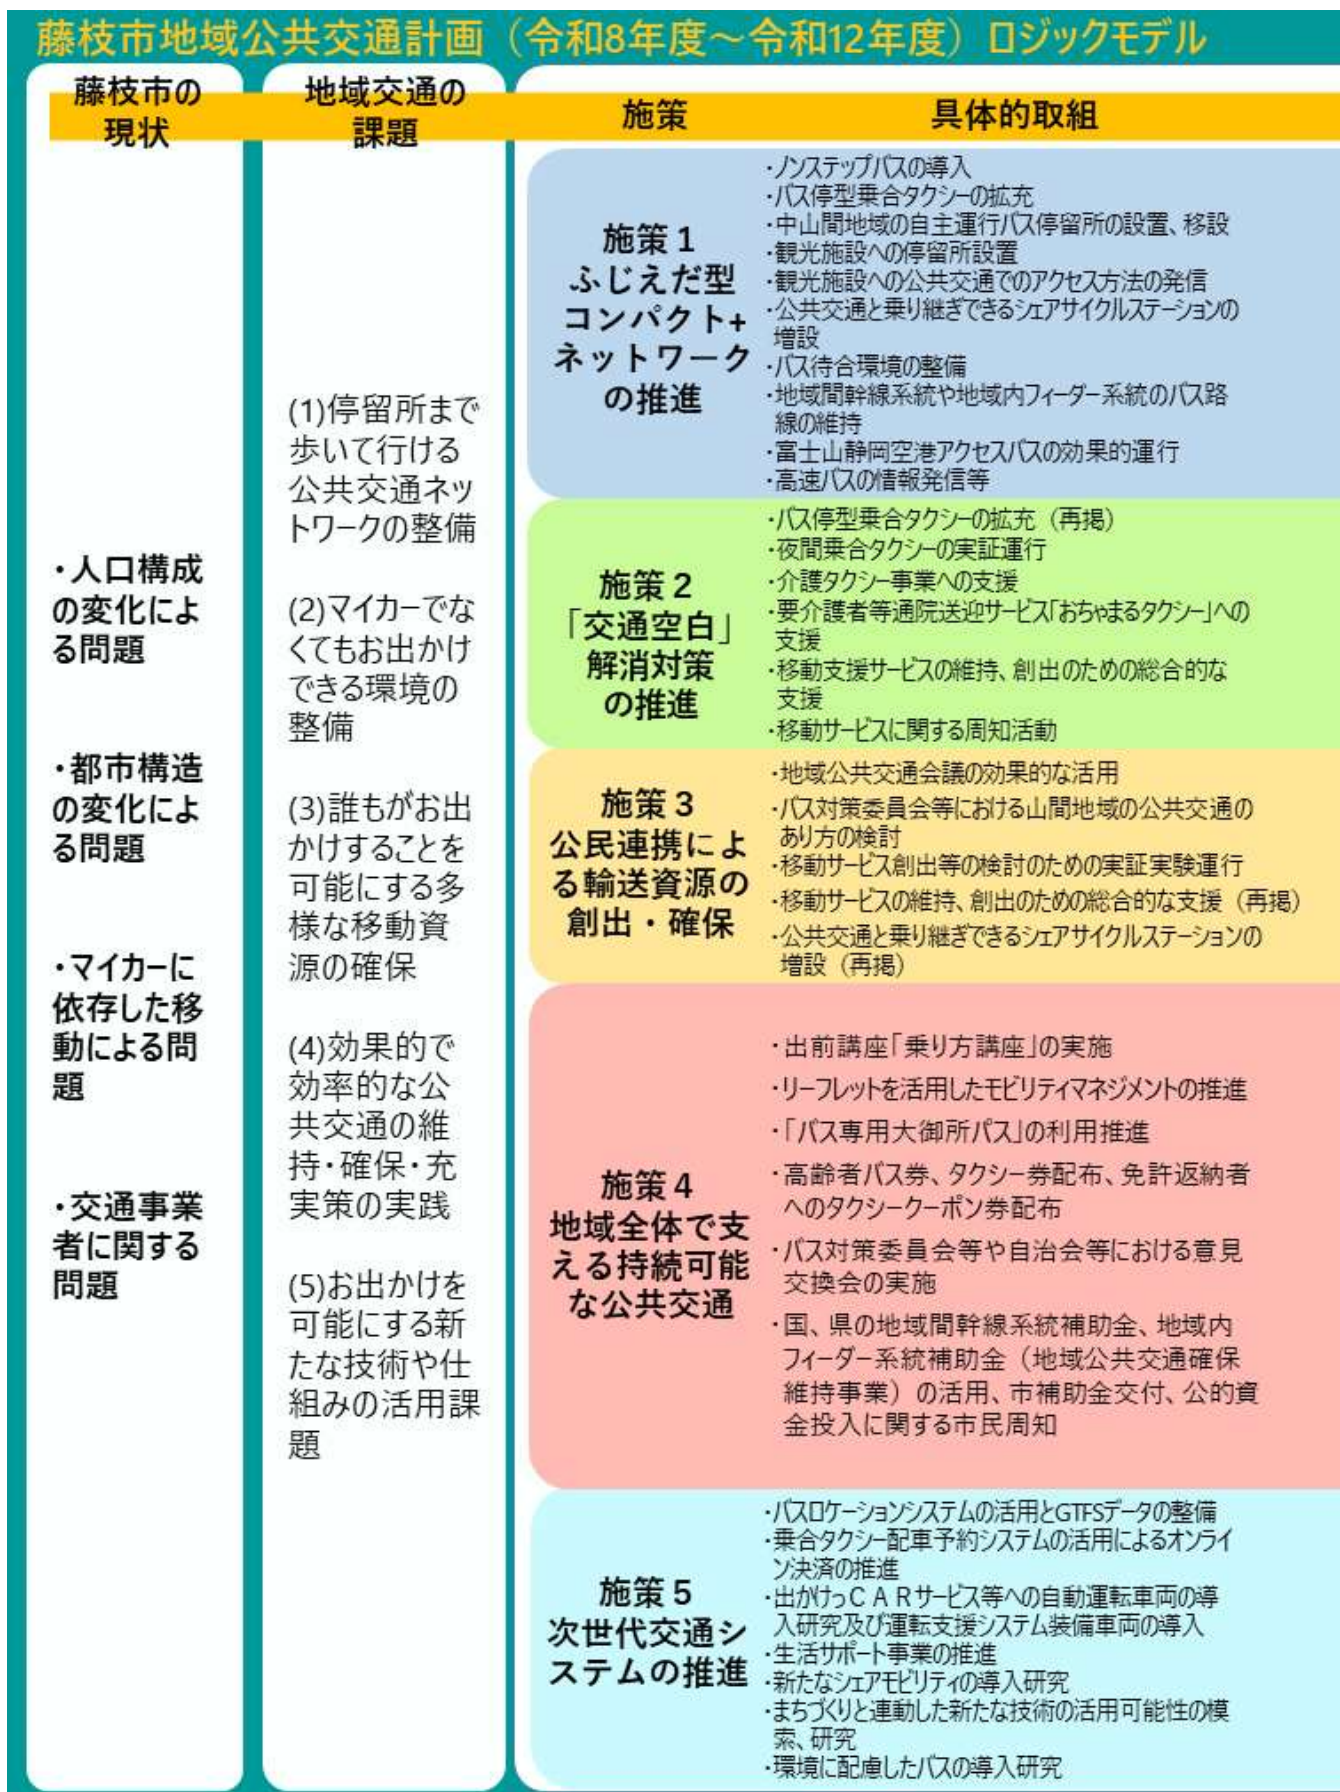 藤枝市地域公共交通計画（令和8年度～令和12年度）ロジックモデル
藤枝市の
現状
・人口構成
の変化によ
る問題
・都市構造
の変化によ
る問題
・マイカーに
依存した移
動による問
題
・交通事業
者に関する
問題
地域交通の
課題
(1)停留所まで
歩いて行ける
公共交通ネッ
トワークの整備
(2)マイカーでな
くてもお出かけ
できる環境の
整備
(3)誰もがお出
かけすることを
可能にする多
様な移動資
源の確保
(4)効果的で
効率的な公
共交通の維
持・確保・充
実策の実践
(5)お出かけを
可能にする新
たな技術や仕
組みの活用課
題
施策
具体的取組
施策１
ふじえだ型
コンパクト+
ネットワーク
の推進
・ノンステップバスの導入
・バス停型乗合タクシーの拡充
・中山間地域の自主運行バス停留所の設置、移設
・観光施設への停留所設置
・観光施設への公共交通でのアクセス方法の発信
・公共交通と乗り継ぎできるシェアサイクルステーションの
増設
・バス待合環境の整備
・地域間幹線系統や地域内フィーダー系統のバス路
線の維持
・富士山静岡空港アクセスバスの効果的運行
・高速バスの情報発信等
施策２
「交通空白」
解消対策
の推進
・バス停型乗合タクシーの拡充（再掲）
・夜間乗合タクシーの実証運行
・介護タクシー事業への支援
・要介護者等通院送迎サービス「おちゃまるタクシー」への
支援
・移動支援サービスの維持、創出のための総合的な
支援
・移動サービスに関する周知活動
施策３
公民連携によ
る輸送資源の
創出・確保
・地域公共交通会議の効果的な活用
・バス対策委員会等における山間地域の公共交通の
あり方の検討
・移動サービス創出等の検討のための実証実験運行
・移動サービスの維持、創出のための総合的な支援（再掲）
・公共交通と乗り継ぎできるシェアサイクルステーションの
増設（再掲）
施策４
地域全体で支
える持続可能
な公共交通
・出前講座「乗り方講座」の実施
・リーフレットを活用したモビリティマネジメントの推進
・「バス専用大御所パス」の利用推進
・高齢者バス券、タクシー券配布、免許返納者
へのタクシークーポン券配布
・バス対策委員会等や自治会等における意見
交換会の実施
・国、県の地域間幹線系統補助金、地域内
フィーダー系統補助金（地域公共交通確保
維持事業）の活用、市補助金交付、公的資
金投入に関する市民周知
施策５
次世代交通シ
ステムの推進
・バスロケーションシステムの活用とGTFSデータの整備
・乗合タクシー配車予約システムの活用によるオンライ
ン決済の推進
・出かけっＣＡＲサービス等への自動運転車両の導
入研究及び運転支援システム装備車両の導入
・生活サポート事業の推進
・新たなシェアモビリティの導入研究
・まちづくりと連動した新たな技術の活用可能性の模
索、研究
・環境に配慮したバスの導入研究